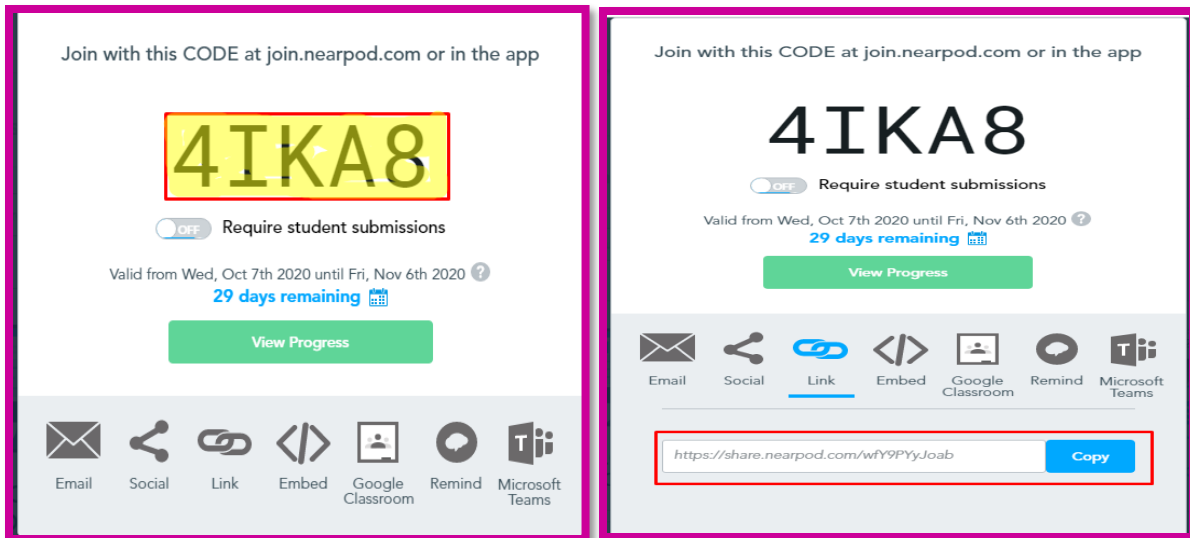 Join with this CODE at join.nearpod.com or in the app
4IKA8
OFF Require student submissions
Valid from Wed, Oct 7th 2020 until Fri, Nov 6th 2020 ?
29 days remaining
View Progress
Email Social Link Embed Google Classroom Remind Microsoft Teams
Join with this CODE at join.nearpod.com or in the app
4IKA8
OFF Require student submissions
Valid from Wed, Oct 7th 2020 until Fri, Nov 6th 2020 ?
29 days remaining
View Progress
Email Social Link Embed Google Classroom Remind Microsoft Teams
https://share.nearpod.com/wfY9PYyJoab Copy